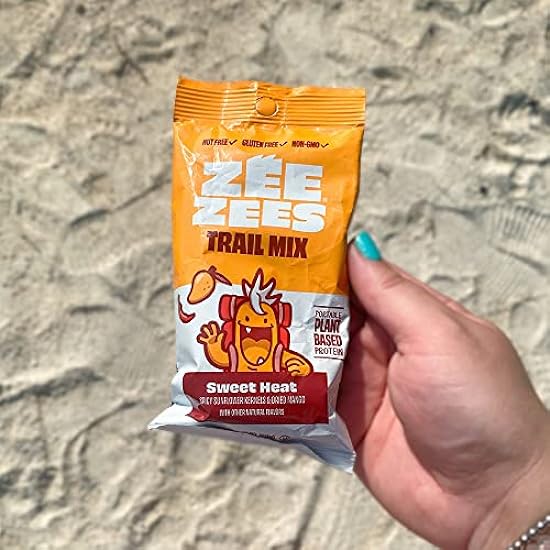 NUT FREE ✓ GLUTEN FREE ✓ NON-GMO ✓
ZEE
ZEES
TRAIL MIX
PORTABLE
PLANT
BASED
PROTEIN
Sweet Heat
SPICY SUNFLOWER KERNELS & DRIED MANGO
WITH OTHER NATURAL FLAVORS